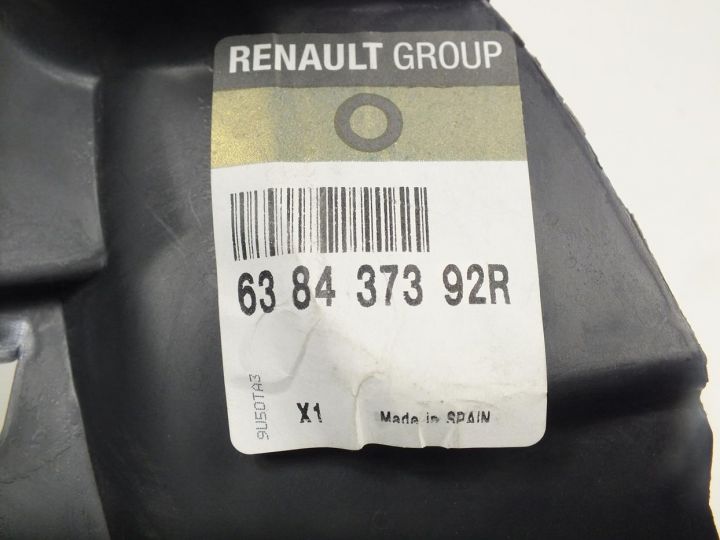 RENAULT GROUP
63 84 373 92R
9U50TA3
X1 Made in SPAIN